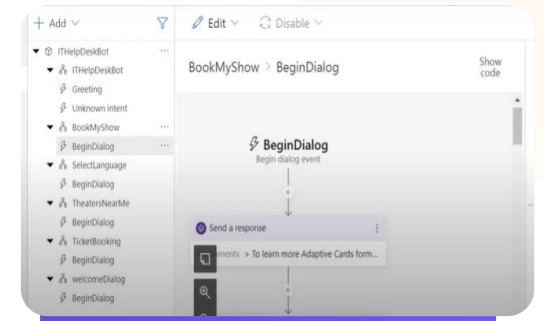 Add
Edit
Disable
ITHelpDeskBot
ITHelpDeskBot
Greeting
Unknown intent
BookMyShow
BeginDialog
SelectLanguage
BeginDialog
TheatersNearMe
BeginDialog
TicketBooking
BeginDialog
welcomeDialog
BeginDialog
BookMyShow > BeginDialog
Show
code
BeginDialog
Begin dialog event
Send a response
> To learn more Adaptive Cards form...